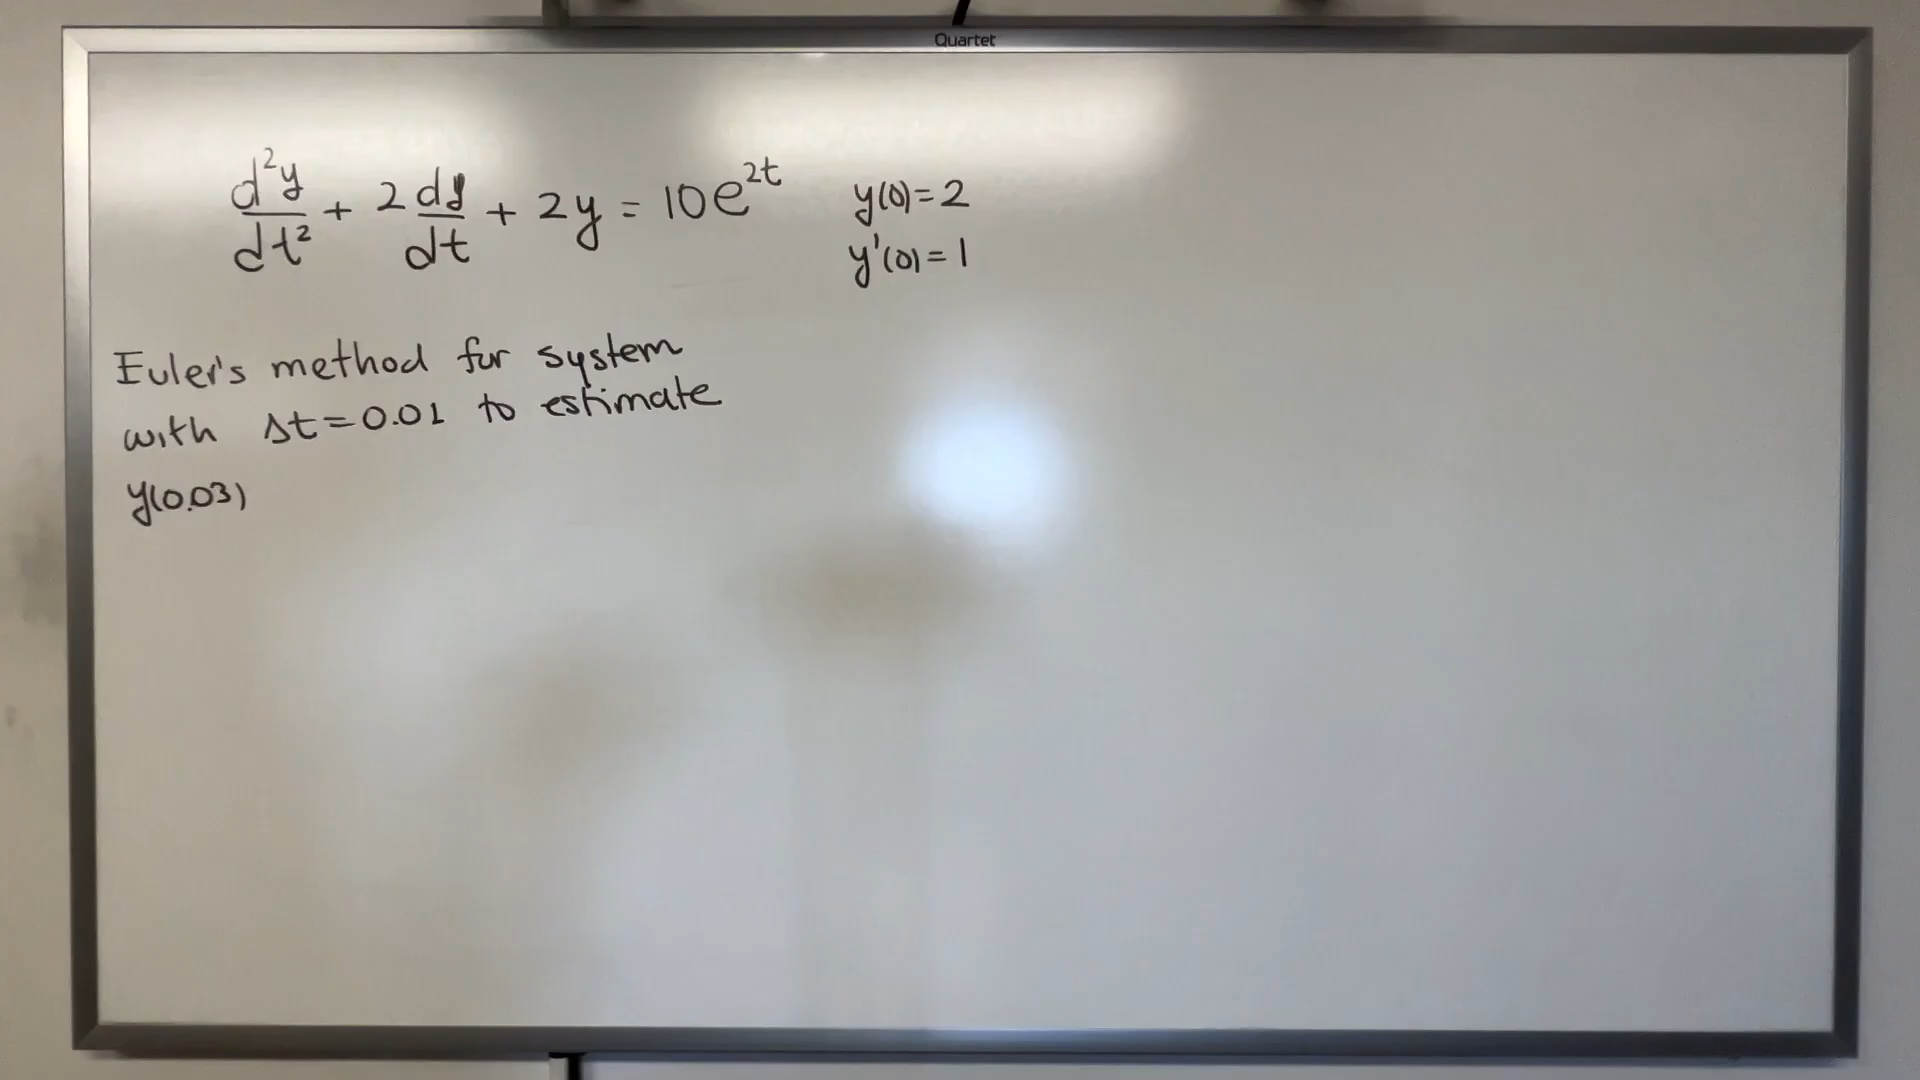 Quartet
d²y/dt² + 2 dy/dt + 2y = 10e^{2t} y(0)=2
y'(0)=1
Euler's method for system
with Δt=0.01 to estimate
y(0.03)